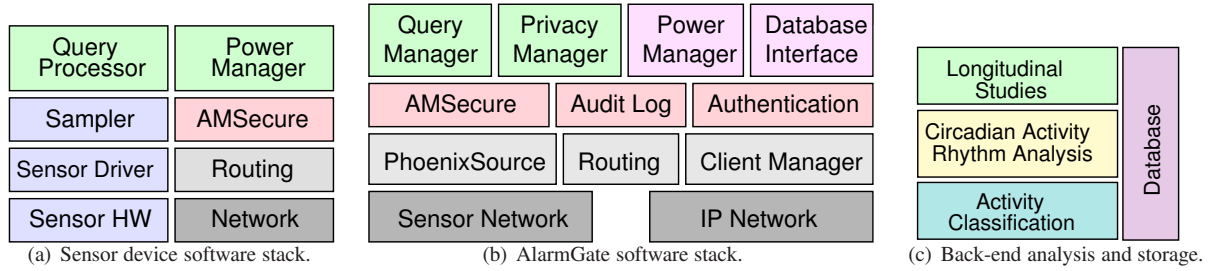 Query Processor
Power Manager
Sampler
AMSecure
Sensor Driver
Routing
Sensor HW
Network
(a) Sensor device software stack.
Query Manager
Privacy Manager
Power Manager
Database Interface
AMSecure
Audit Log
Authentication
PhoenixSource
Routing
Client Manager
Sensor Network
IP Network
(b) AlarmGate software stack.
Longitudinal Studies
Circadian Activity Rhythm Analysis
Activity Classification
Database
(c) Back-end analysis and storage.